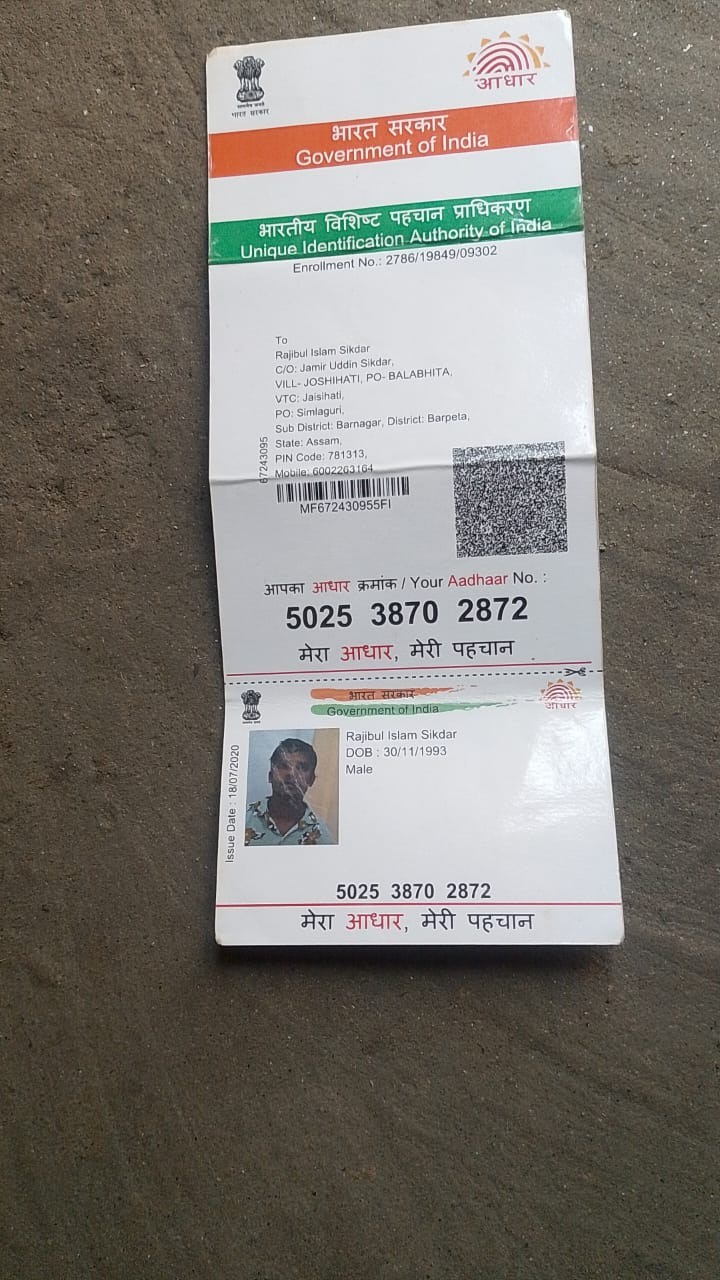 आधार
भारत सरकार
भारत सरकार
Government of India
भारतीय विशिष्ट पहचान प्राधिकरण
Unique Identification Authority of India
Enrollment No.: 2786/19849/09302
To
Rajibul Islam Sikdar
C/O: Jamir Uddin Sikdar,
VILL- JOSHIHATI, PO- BALABHITA,
VTC: Jaisihati,
PO: Simlaguri,
Sub District: Barnagar, District: Barpeta,
State: Assam,
PIN Code: 781313,
Mobile: 6002263164
67243095
MF672430955FI
आपका आधार क्रमांक / Your Aadhaar No. :
5025 3870 2872
मेरा आधार, मेरी पहचान
भारत सरकार
Government of India
आधार
Issue Date : 18/07/2020
Rajibul Islam Sikdar
DOB : 30/11/1993
Male
5025 3870 2872
मेरा आधार, मेरी पहचान